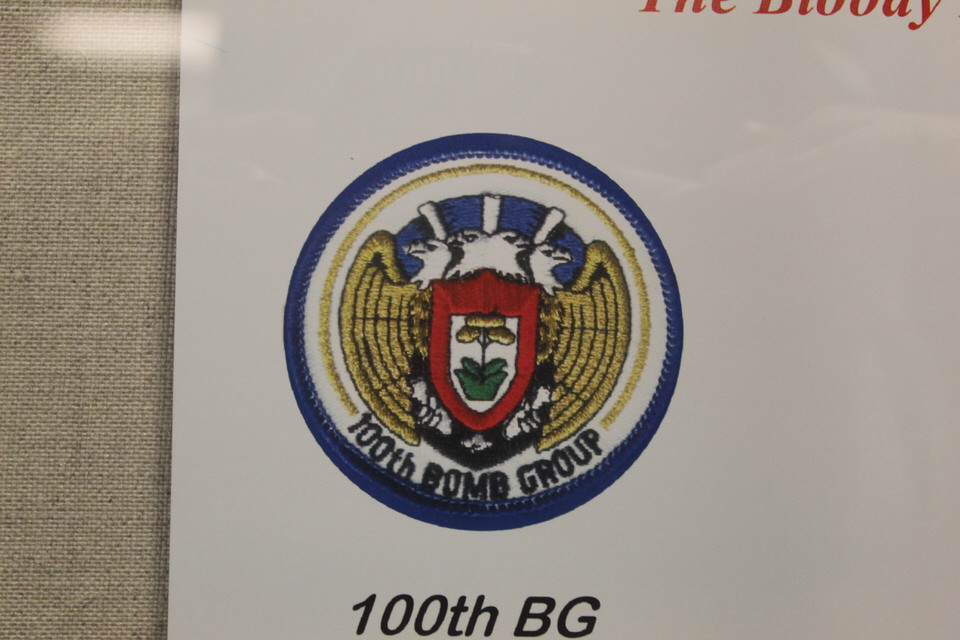 The Bloody
100th BOMB GROUP
100th BG